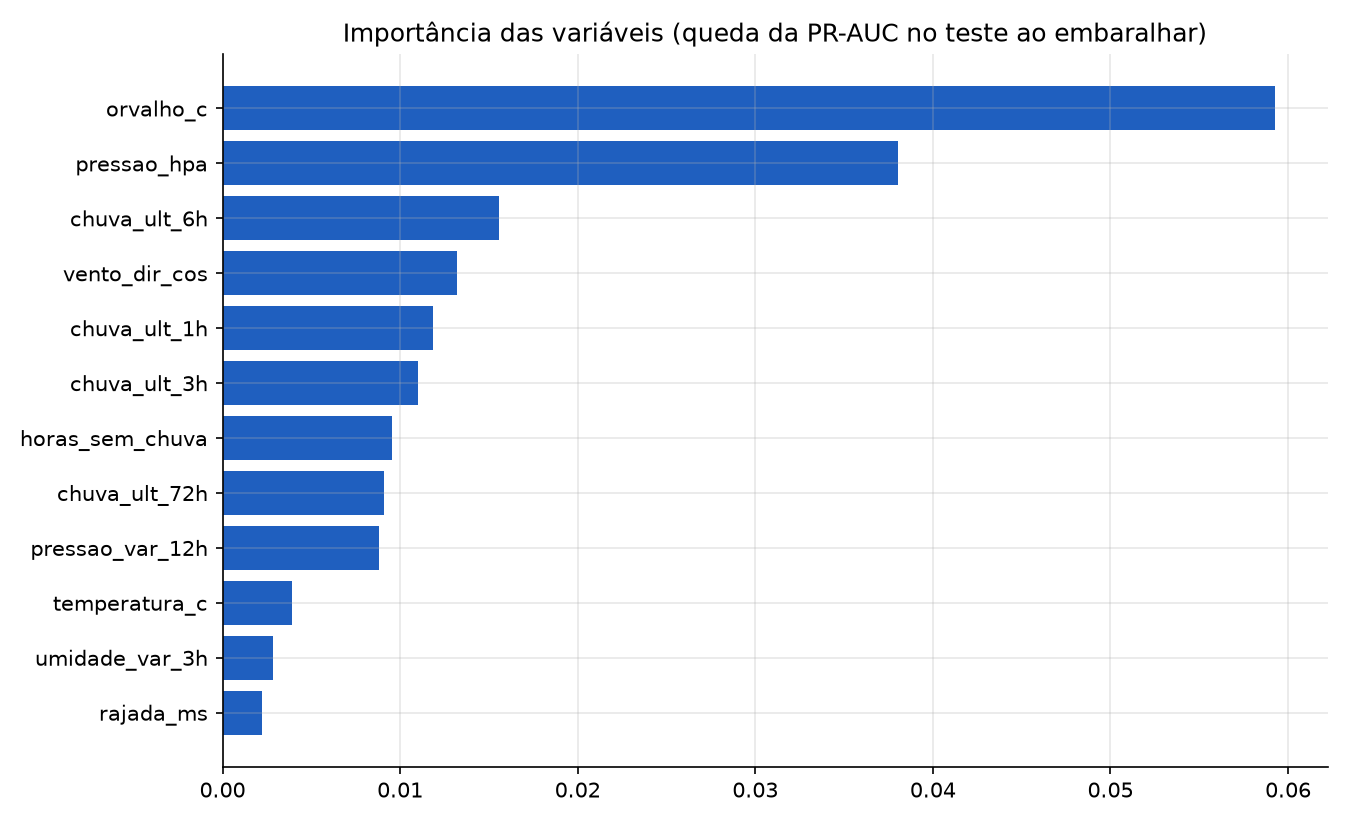 Importância das variáveis (queda da PR-AUC no teste ao embaralhar)
orvalho_c
pressao_hpa
chuva_ult_6h
vento_dir_cos
chuva_ult_1h
chuva_ult_3h
horas_sem_chuva
chuva_ult_72h
pressao_var_12h
temperatura_c
umidade_var_3h
rajada_ms
0.00 0.01 0.02 0.03 0.04 0.05 0.06